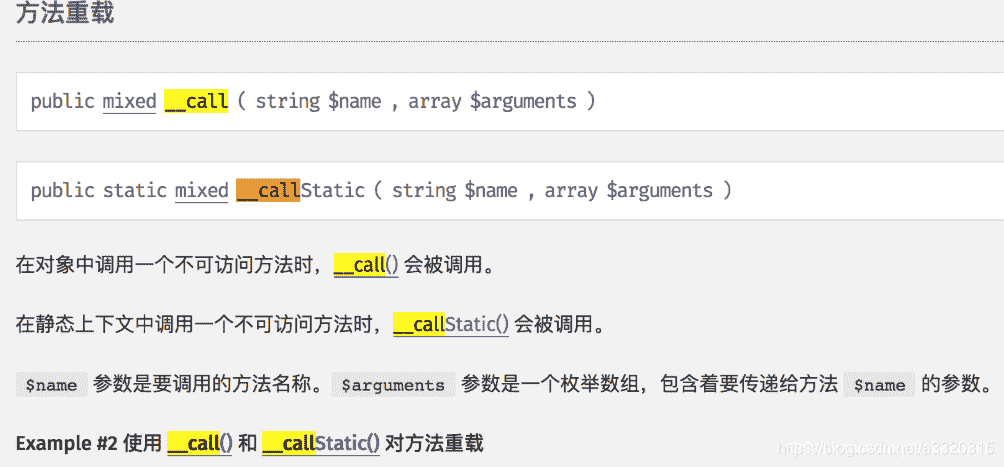 方法重载
public mixed __call ( string $name , array $arguments )
public static mixed __callStatic ( string $name , array $arguments )
在对象中调用一个不可访问方法时，__call() 会被调用。
在静态上下文中调用一个不可访问方法时，__callStatic() 会被调用。
$name 参数是要调用的方法名称。$arguments 参数是一个枚举数组，包含着要传递给方法 $name 的参数。
Example #2 使用 __call() 和 __callStatic() 对方法重载
https://blog.csdn.net/a3320315